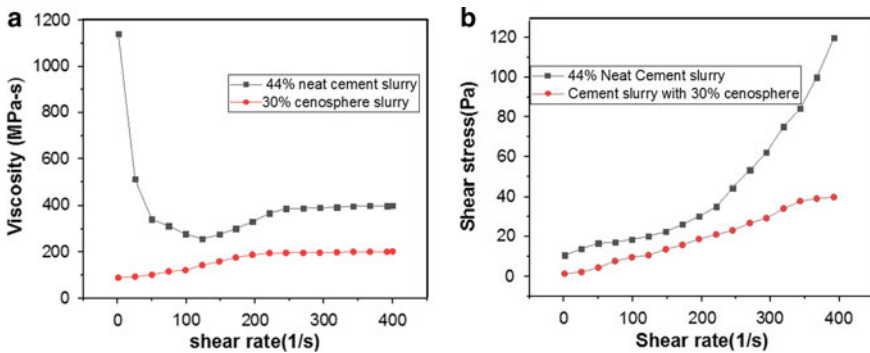 a
1200
1000
800
600
400
200
0
Viscosity (MPa-s)
44% neat cement slurry
30% cenosphere slurry
0 100 200 300 400
shear rate(1/s)
b
120
100
80
60
40
20
0
Shear stress(Pa)
44% Neat Cement slurry
Cement slurry with 30% cenosphere
0 100 200 300 400
Shear rate(1/s)